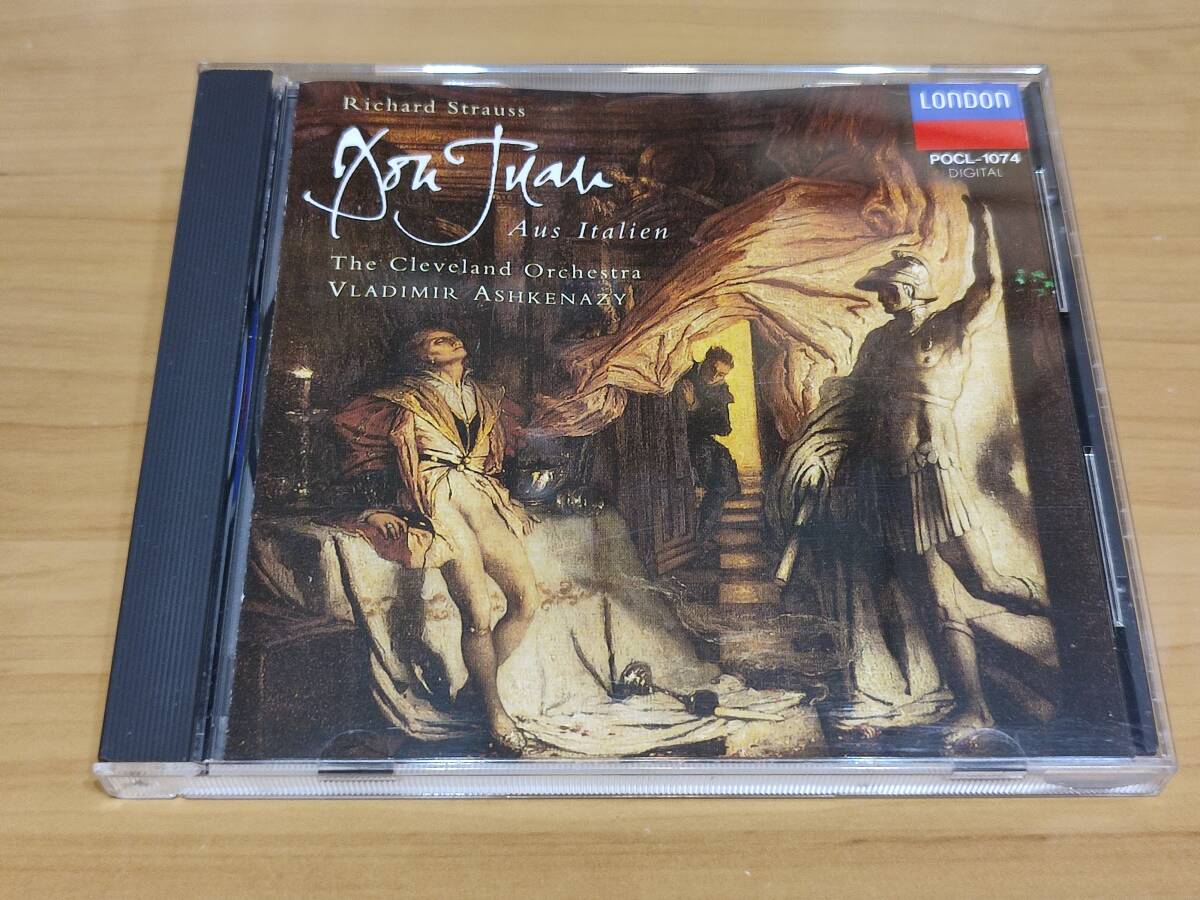 Richard Strauss
Don Juan
Aus Italien
The Cleveland Orchestra
VLADIMIR ASHKENAZY
LONDON
POCL-1074
DIGITAL